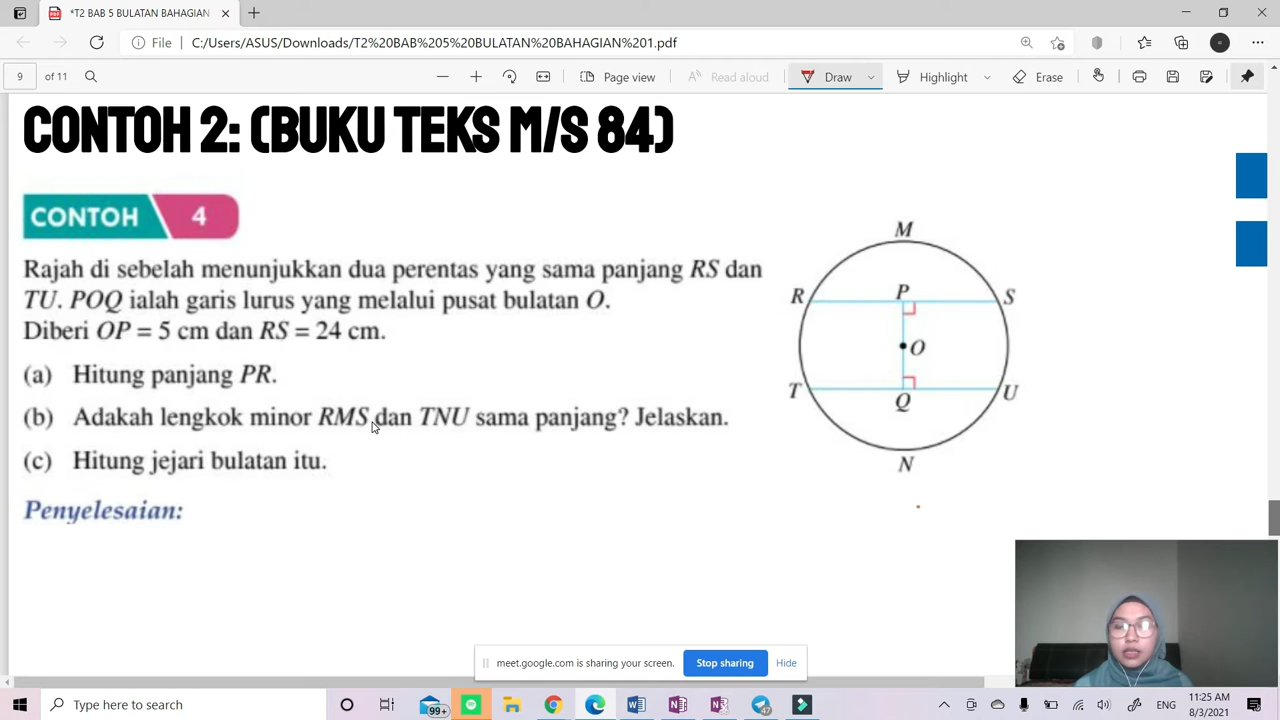 *T2 BAB 5 BULATAN BAHAGIAN
File
C:/Users/ASUS/Downloads/T2%20BAB%205%20BULATAN%20BAHAGIAN%201.pdf
9 of 11
Page view
Read aloud
Draw
Highlight
Erase
CONTOH 2: (BUKU TEKS M/S 84)
CONTOH 4
Rajah di sebelah menunjukkan dua perentas yang sama panjang RS dan
TU. POQ ialah garis lurus yang melalui pusat bulatan O.
Diberi OP = 5 cm dan RS = 24 cm.
(a) Hitung panjang PR.
(b) Adakah lengkok minor RMS dan TNU sama panjang? Jelaskan.
(c) Hitung jejari bulatan itu.
Penyelesaian:
M
R P S
O
T Q U
N
meet.google.com is sharing your screen.
Stop sharing
Hide
Type here to search
99+
47
11:25 AM
8/3/2021